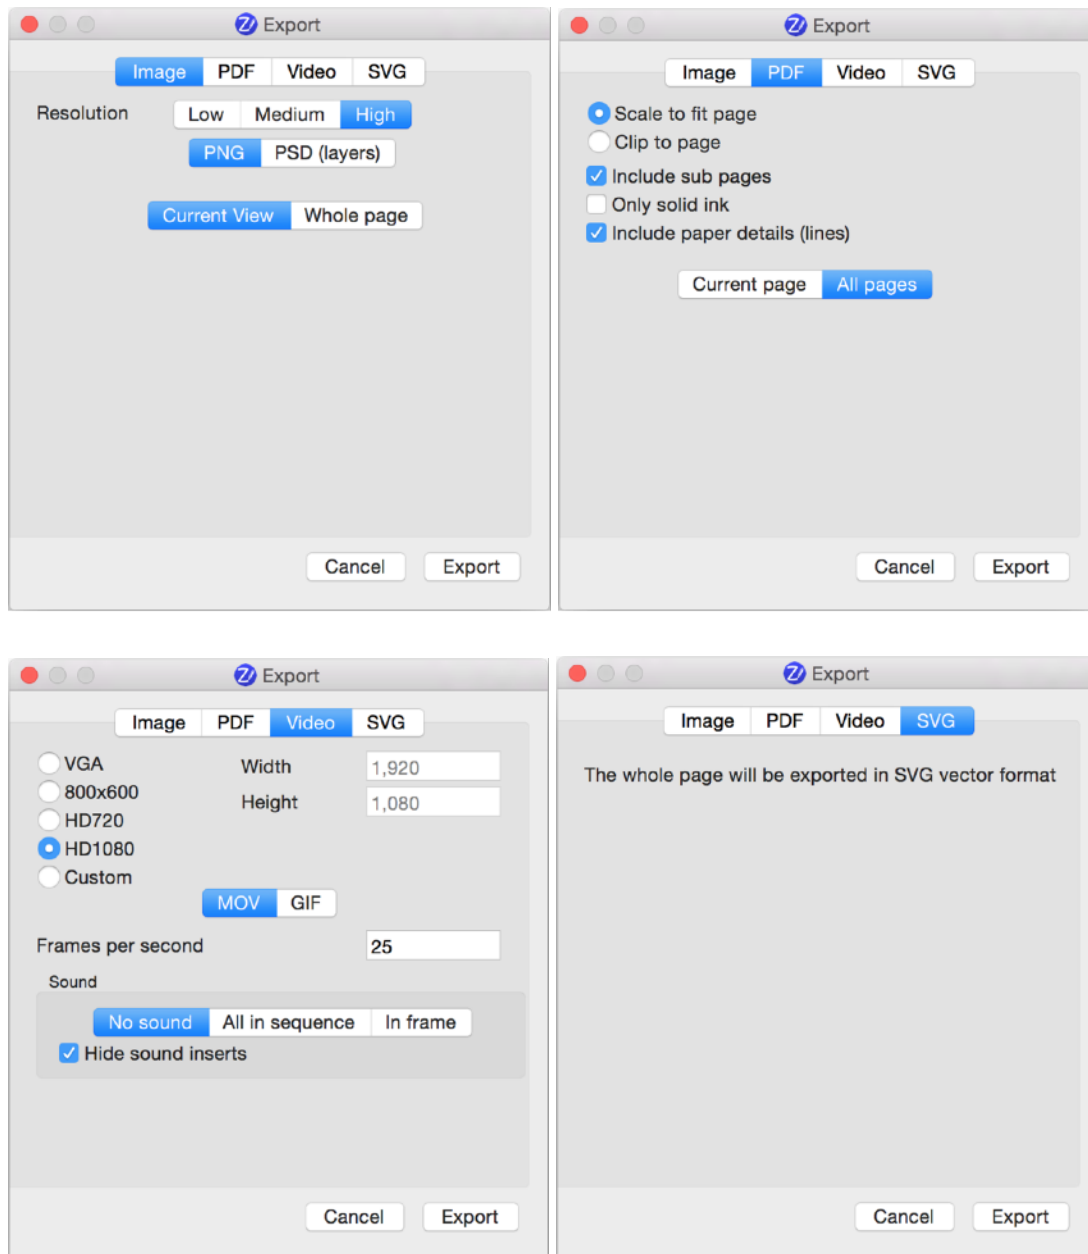 Export
Image PDF Video SVG
Resolution Low Medium High
PNG PSD (layers)
Current View Whole page
Cancel Export
Export
Image PDF Video SVG
Scale to fit page
Clip to page
Include sub pages
Only solid ink
Include paper details (lines)
Current page All pages
Cancel Export
Export
Image PDF Video SVG
VGA Width 1,920
800x600 Height 1,080
HD720
HD1080
Custom
MOV GIF
Frames per second 25
Sound
No sound All in sequence In frame
Hide sound inserts
Cancel Export
Export
Image PDF Video SVG
The whole page will be exported in SVG vector format
Cancel Export